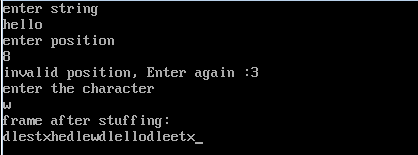 enter string
hello
enter position
8
invalid position, Enter again :3
enter the character
w
frame after stuffing:
dlestxhedlewdlellodleetx_